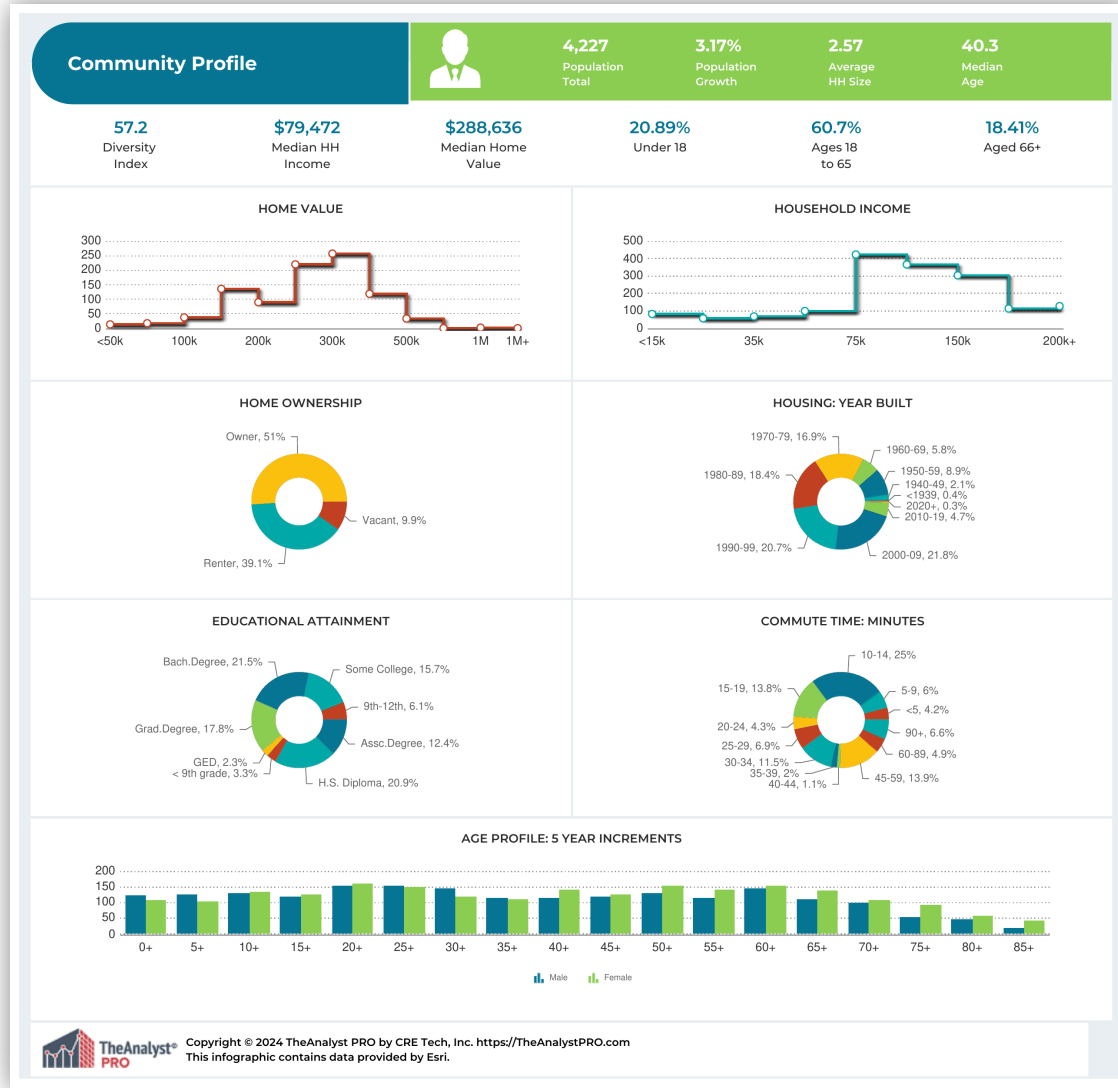 Community Profile
4,227
Population
Total
3.17%
Population
Growth
2.57
Average
HH Size
40.3
Median
Age
57.2
Diversity
Index
$79,472
Median HH
Income
$288,636
Median Home
Value
20.89%
Under 18
60.7%
Ages 18
to 65
18.41%
Aged 66+
HOME VALUE
300
250
200
150
100
50
0
<50k 100k 200k 300k 500k 1M 1M+
HOUSEHOLD INCOME
500
400
300
200
100
0
<15k 35k 75k 150k 200k+
HOME OWNERSHIP
Owner, 51%
Vacant, 9.9%
Renter, 39.1%
HOUSING: YEAR BUILT
1970-79, 16.9%
1960-69, 5.8%
1950-59, 8.9%
1980-89, 18.4%
1940-49, 2.1%
<1939, 0.4%
2020+, 0.3%
2010-19, 4.7%
1990-99, 20.7%
2000-09, 21.8%
EDUCATIONAL ATTAINMENT
Bach.Degree, 21.5%
Some College, 15.7%
9th-12th, 6.1%
Grad.Degree, 17.8%
Assc.Degree, 12.4%
GED, 2.3%
< 9th grade, 3.3%
H.S. Diploma, 20.9%
COMMUTE TIME: MINUTES
10-14, 25%
15-19, 13.8%
5-9, 6%
<5, 4.2%
20-24, 4.3%
90+, 6.6%
25-29, 6.9%
60-89, 4.9%
30-34, 11.5%
35-39, 2%
45-59, 13.9%
40-44, 1.1%
AGE PROFILE: 5 YEAR INCREMENTS
200
150
100
50
0
0+ 5+ 10+ 15+ 20+ 25+ 30+ 35+ 40+ 45+ 50+ 55+ 60+ 65+ 70+ 75+ 80+ 85+
Male Female
TheAnalyst®
PRO
Copyright © 2024 TheAnalyst PRO by CRE Tech, Inc. https://TheAnalystPRO.com
This infographic contains data provided by Esri.